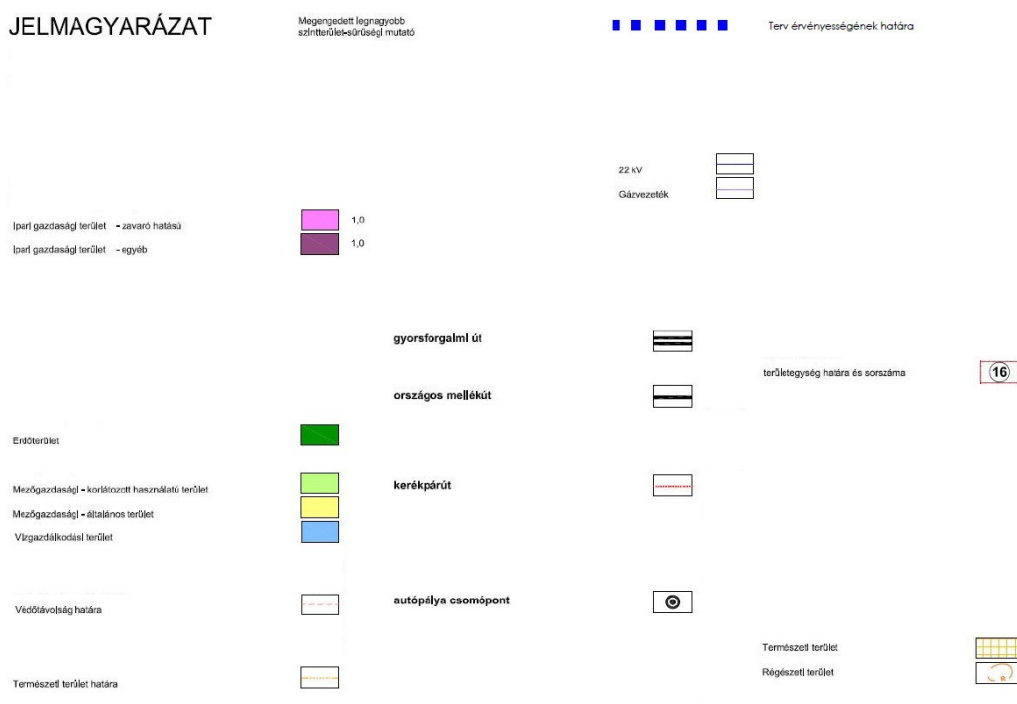 JELMAGYARÁZAT
Megengedett legnagyobb
szintterület-sűrűségi mutató
Terv érvényességének határa
22 kV
Gázvezeték
Ipari gazdasági terület - zavaró hatású 1,0
Ipari gazdasági terület - egyéb 1,0
gyorsforgalmi út
területegység határa és sorszáma 16
országos mellékút
Erdőterület
Mezőgazdasági - korlátozott használatú terület
kerékpárút
Mezőgazdasági - általános terület
Vízgazdálkodási terület
Védőtávolság határa
autópálya csomópont
Természeti terület
Régészeti terület R
Természeti terület határa